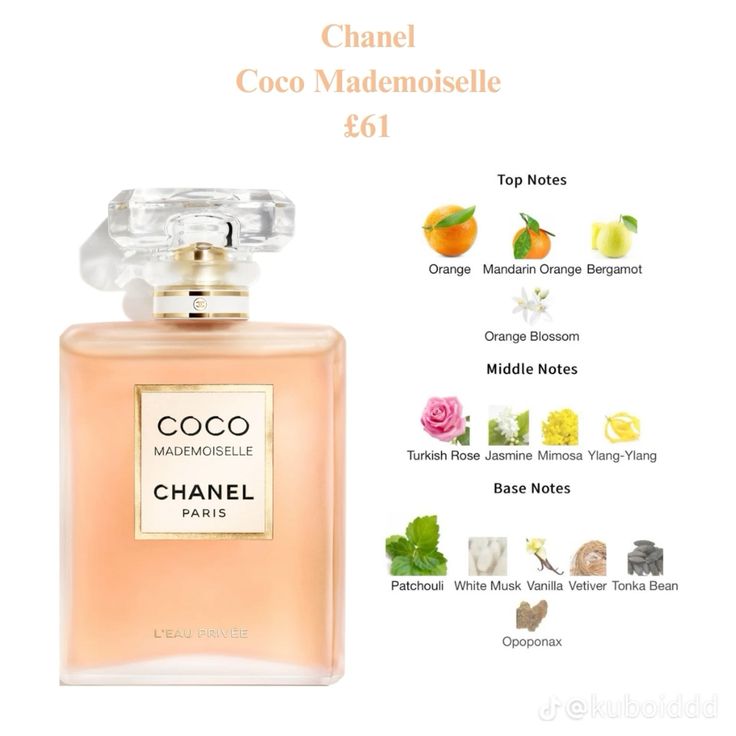 Chanel
Coco Mademoiselle
£61
Top Notes
Orange Mandarin Orange Bergamot
Orange Blossom
Middle Notes
Turkish Rose Jasmine Mimosa Ylang-Ylang
Base Notes
Patchouli White Musk Vanilla Vetiver Tonka Bean
Opoponax
COCO
MADEMOISELLE
CHANEL
PARIS
L'EAU PRIVÉE
@kuboiddd